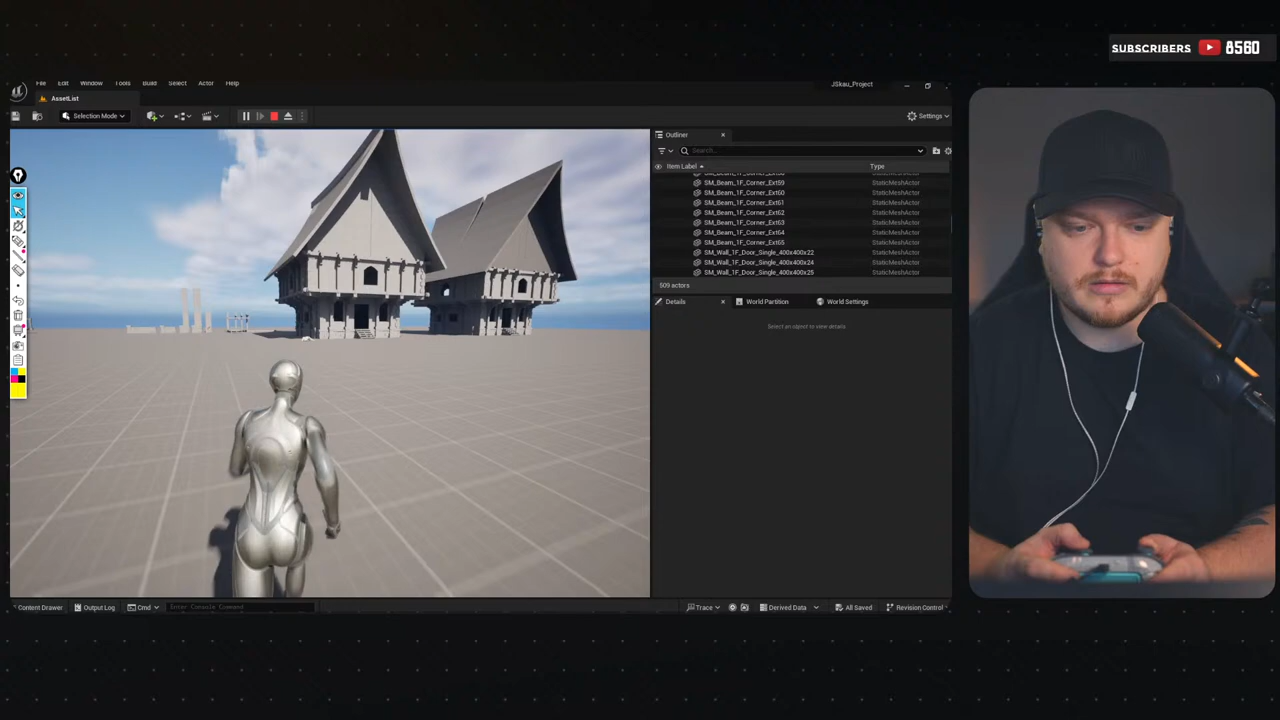 SUBSCRIBERS 8560
File Edit Window Tools Build Select Actor Help
JSkau_Project
AssetList
Selection Mode
Settings
Outliner
Search...
Item Label Type
SM_Beam_1F_Corner_Ext59 StaticMeshActor
SM_Beam_1F_Corner_Ext60 StaticMeshActor
SM_Beam_1F_Corner_Ext61 StaticMeshActor
SM_Beam_1F_Corner_Ext62 StaticMeshActor
SM_Beam_1F_Corner_Ext63 StaticMeshActor
SM_Beam_1F_Corner_Ext64 StaticMeshActor
SM_Beam_1F_Corner_Ext65 StaticMeshActor
SM_Wall_1F_Door_Single_400x400x22 StaticMeshActor
SM_Wall_1F_Door_Single_400x400x24 StaticMeshActor
SM_Wall_1F_Door_Single_400x400x25 StaticMeshActor
509 actors
Details World Partition World Settings
Select an object to view details
Content Drawer Output Log Cmd Enter Console Command Trace Derived Data All Saved Revision Control